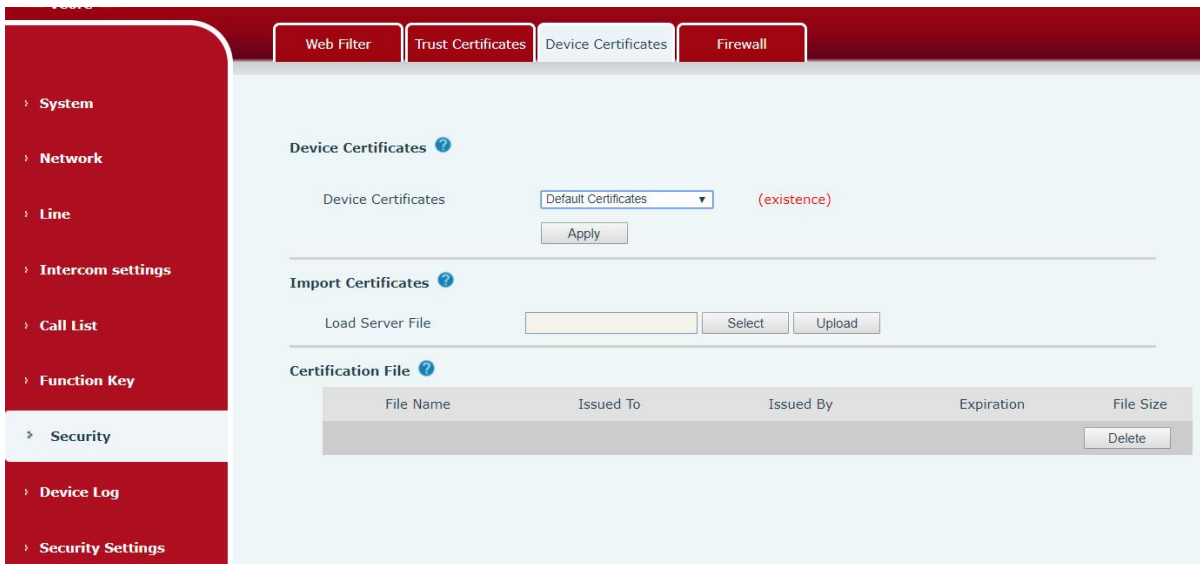 Web Filter Trust Certificates Device Certificates Firewall
System
Network
Line
Intercom settings
Call List
Function Key
Security
Device Log
Security Settings
Device Certificates ?
Device Certificates Default Certificates (existence)
Apply
Import Certificates ?
Load Server File Select Upload
Certification File ?
File Name Issued To Issued By Expiration File Size
Delete